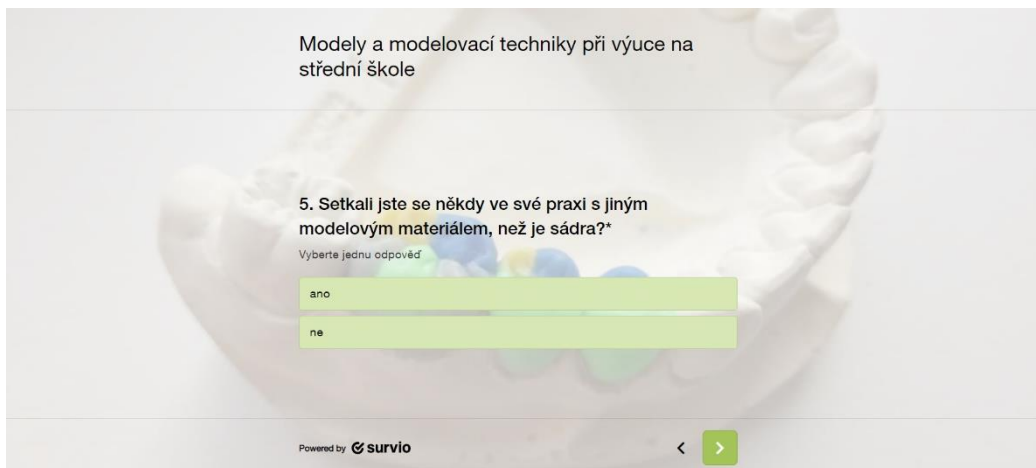 Modely a modelovací techniky při výuce na
střední škole
5. Setkali jste se někdy ve své praxi s jiným
modelovým materiálem, než je sádra?*
Vyberte jednu odpověď
ano
ne
Powered by survio